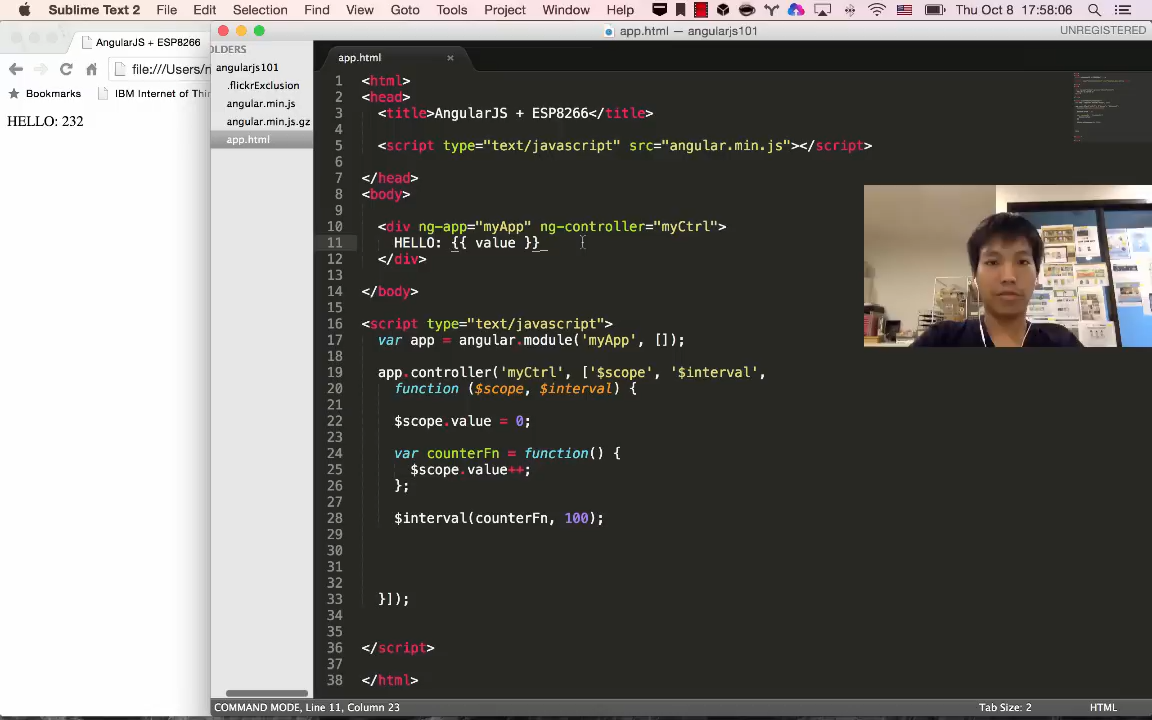 Sublime Text 2 File Edit Selection Find View Goto Tools Project Window Help Thu Oct 8 17:58:06
app.html — angularjs101 UNREGISTERED
AngularJS + ESP8266
file:///Users/n
Bookmarks IBM Internet of Thin
HELLO: 232
OLDERS
angularjs101
.flickrExclusion
angular.min.js
angular.min.js.gz
app.html
app.html
1 <html>
2 <head>
3 <title>AngularJS + ESP8266</title>
4
5 <script type="text/javascript" src="angular.min.js"></script>
6
7 </head>
8 <body>
9
10 <div ng-app="myApp" ng-controller="myCtrl">
11 HELLO: {{ value }}
12 </div>
13
14 </body>
15
16 <script type="text/javascript">
17 var app = angular.module('myApp', []);
18
19 app.controller('myCtrl', ['$scope', '$interval',
20 function ($scope, $interval) {
21
22 $scope.value = 0;
23
24 var counterFn = function() {
25 $scope.value++;
26 };
27
28 $interval(counterFn, 100);
29
30
31
32
33 }]);
34
35
36 </script>
37
38 </html>
COMMAND MODE, Line 11, Column 23 Tab Size: 2 HTML